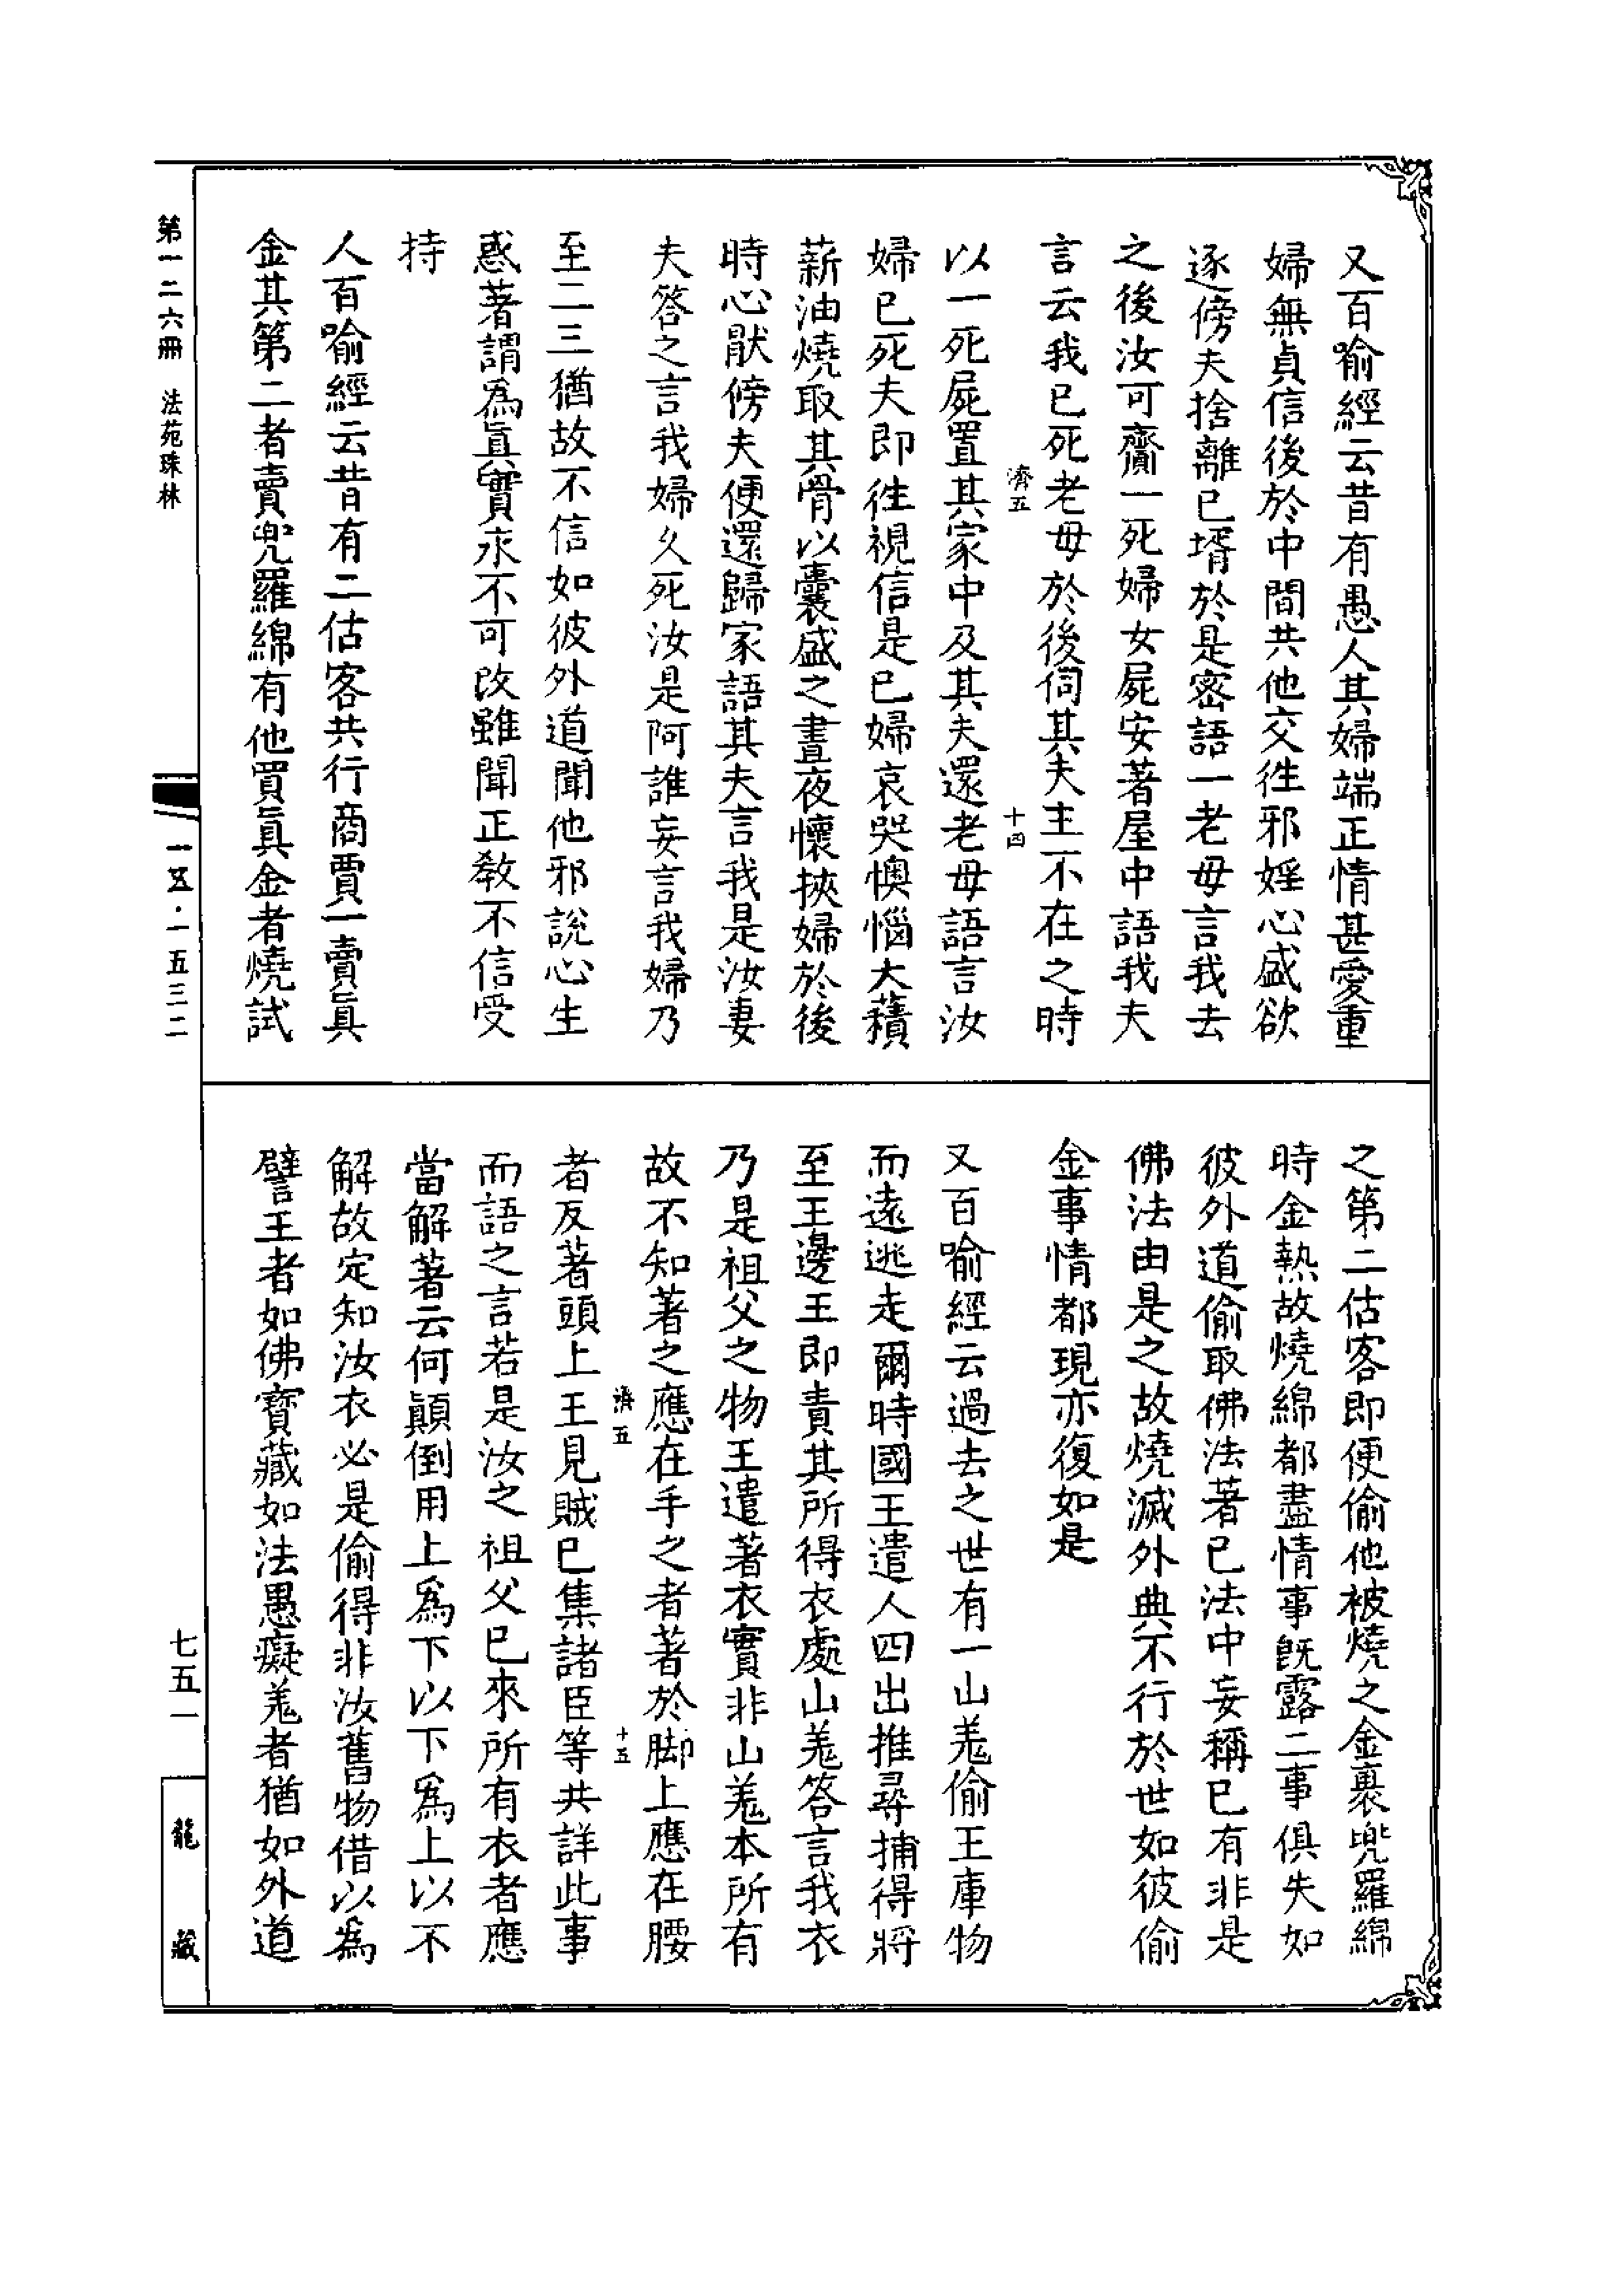 又百喻經云昔有愚人其婦端正情甚愛重
婦無貞信後於中間共他交徃邪婬心盛欲
逐傍夫捨離已壻於是密語一老母言我去
之後汝可齎一死婦女屍安著屋中語我夫
言云我已死老母於後伺其夫主不在之時
濟五
十四
以一死屍置其家中及其夫還老母語言汝
婦已死夫即徃視信是已婦哀哭懊惱大𧂐
薪油燒取其骨以囊盛之晝夜懷挾婦於後
時心猒傍夫便還歸家語其夫言我是汝妻
夫答之言我婦久死汝是阿誰妄言我婦乃
至二三猶故不信如彼外道聞他邪說心生
惑著謂爲眞實永不可改雖聞正教不信受
持
人百喻經云昔有二估客共行商賈一賣眞
金其第二者賣兜羅綿有他買眞金者燒試
之第二估客即便偷他被燒之金裹兜羅綿
時金熱故燒綿都盡情事旣露二事俱失如
彼外道偷取佛法著已法中妄稱已有非是
佛法由是之故燒滅外典不行於世如彼偷
金事情都現亦復如是
又百喻經云過去之世有一山羗偷王庫物
而遠逃走爾時國王遣人四出推尋捕得將
至王邊王即責其所得衣處山羗答言我衣
乃是祖父之物王遣著衣實非山羗本所有
故不知著之應在手之者著於脚上應在腰
濟五
十五
者反著頭上王見賊已集諸臣等共詳此事
而語之言若是汝之祖父已來所有衣者應
當解著云何顚倒用上爲下以下爲上以不
解故定知汝衣必是偷得非汝舊物借以爲
譬王者如佛寶藏如法愚癡羗者猶如外道
第一二六冊 法苑珠林
一五·一五三二
七五一
龍藏